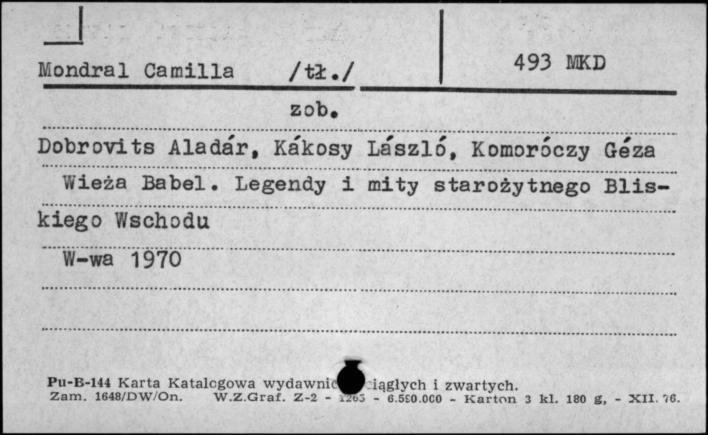 Mondral Camilla /tł./ 493 MKD
zob.
Dobrovits Aladár, Kákosy László, Komoróczy Géza
Wieża Babel. Legendy i mity starożytnego Blis-
kiego Wschodu
W-wa 1970
Pu-B-144 Karta Katalogowa wydawnic ciągłych i zwartych.
Zam. 1648/DW/On. W.Z.Graf. Z-2 - 1265 - 6.590.000 - Karton 3 kl. 180 g, - XII. 76.